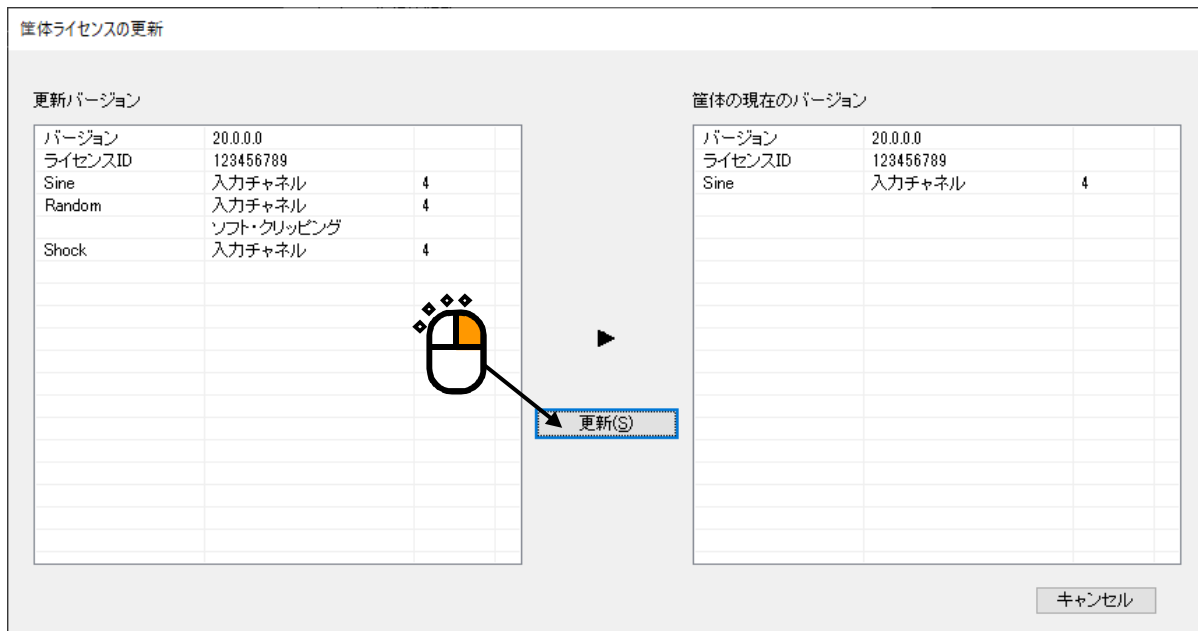 筐体ライセンスの更新
更新バージョン
バージョン 20.0.0.0
ライセンスID 123456789
Sine 入力チャネル 4
Random 入力チャネル 4
ソフト・クリッピング
Shock 入力チャネル 4
更新(S)
筐体の現在のバージョン
バージョン 20.0.0.0
ライセンスID 123456789
Sine 入力チャネル 4
キャンセル